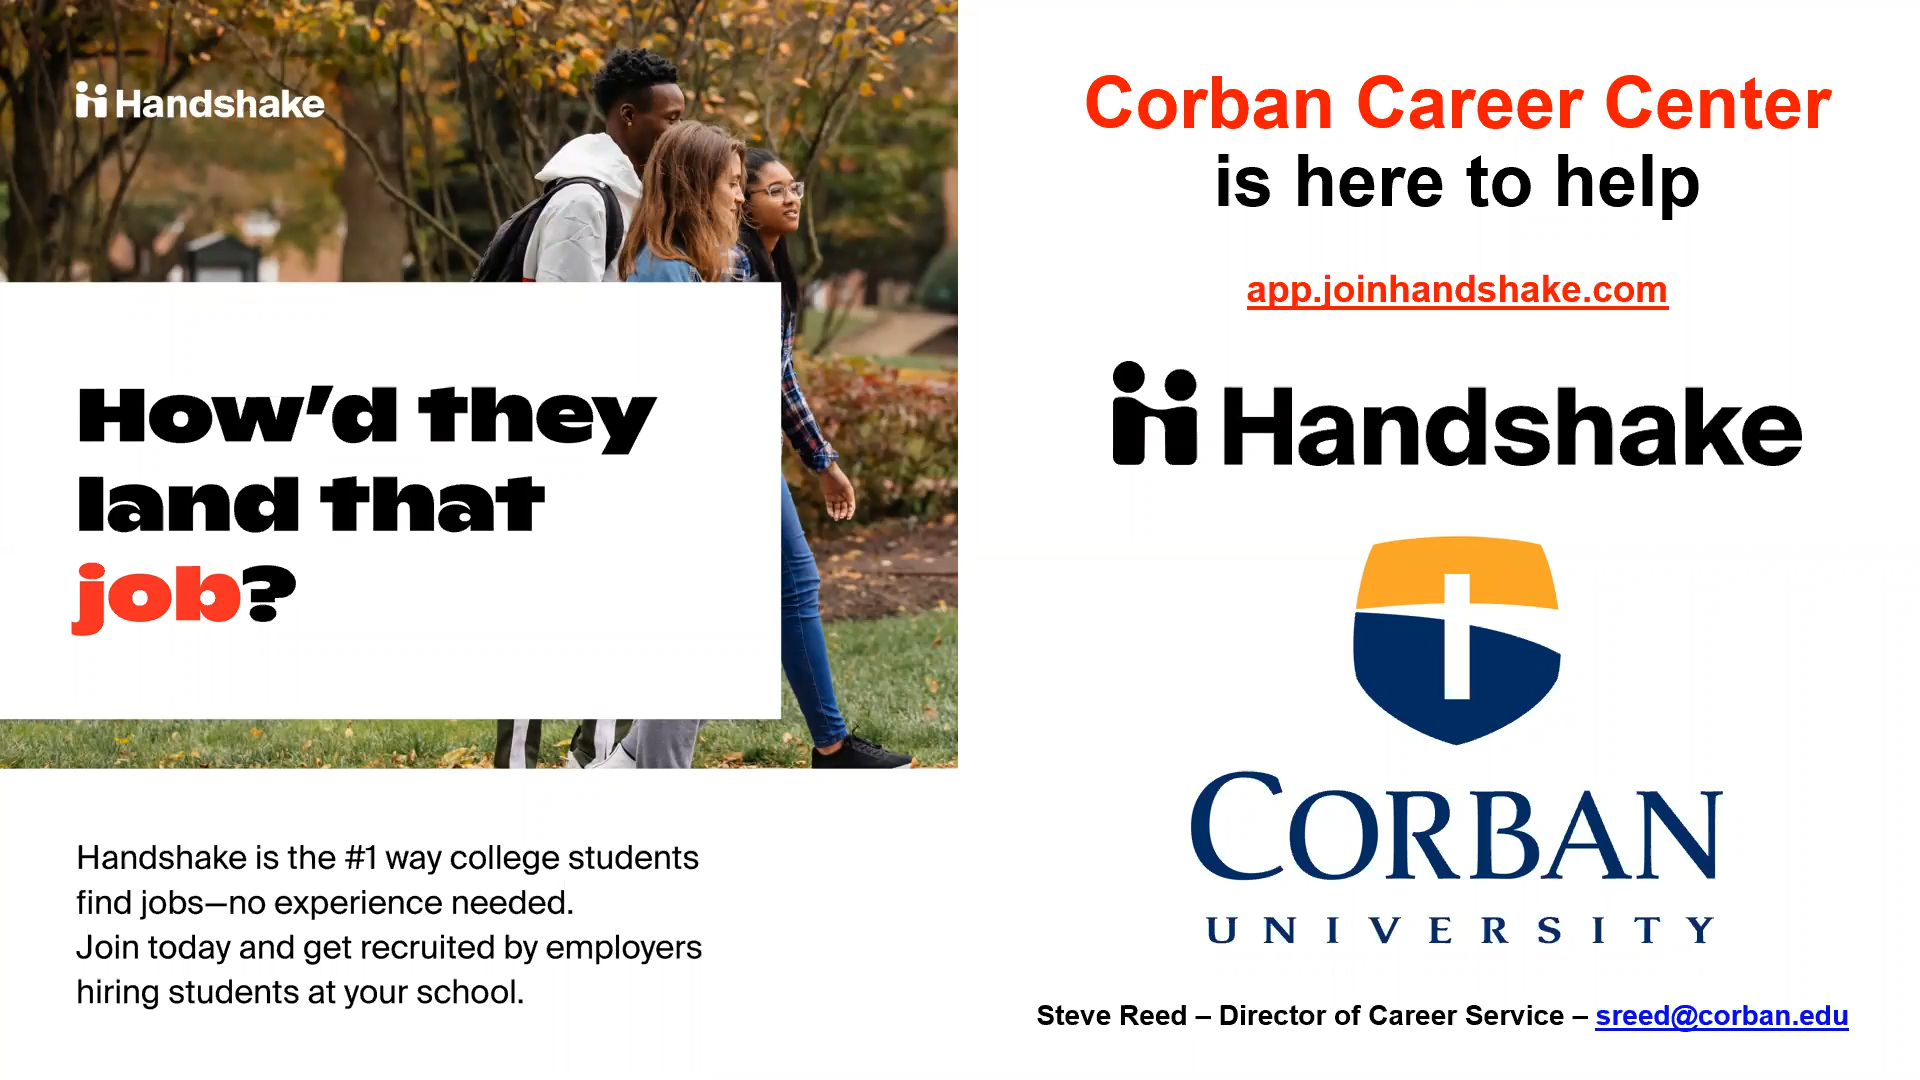 Handshake
How'd they
land that
job?
Handshake is the #1 way college students
find jobs—no experience needed.
Join today and get recruited by employers
hiring students at your school.
Corban Career Center
is here to help
app.joinhandshake.com
Handshake
CORBAN
UNIVERSITY
Steve Reed – Director of Career Service – sreed@corban.edu